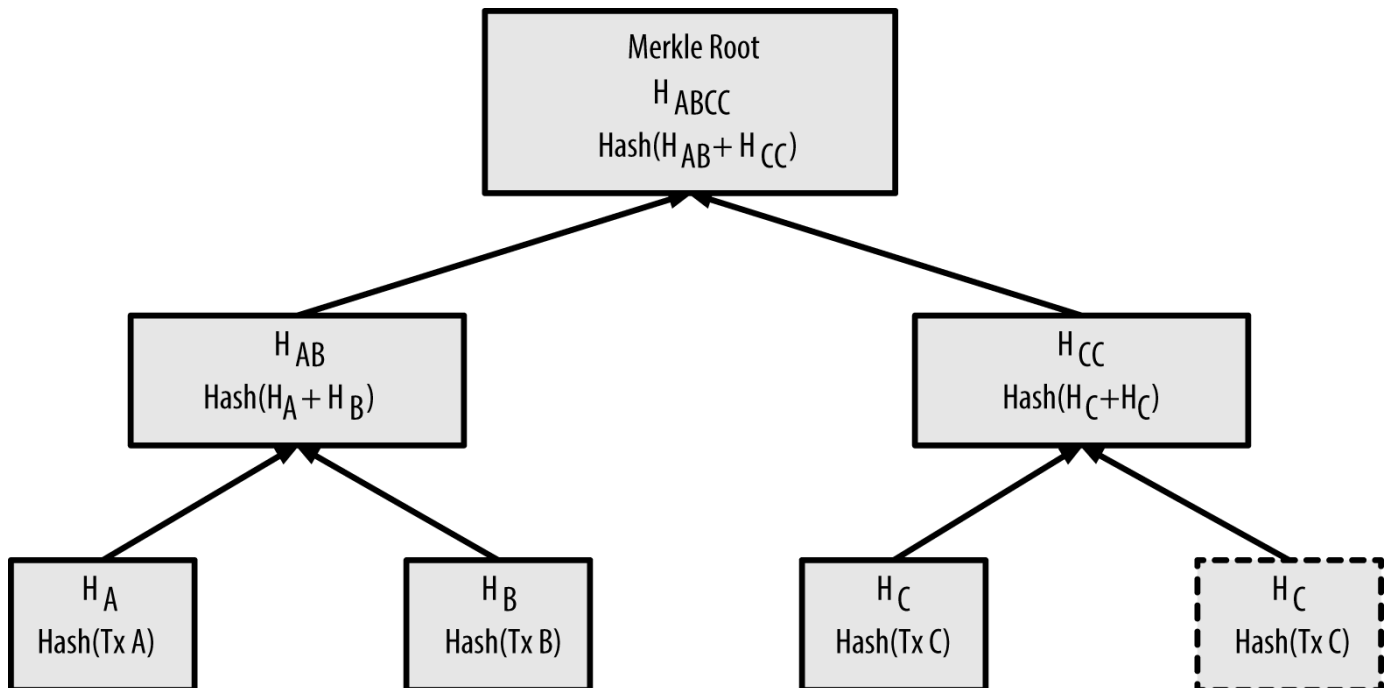 Merkle Root
H ABCC
Hash(H AB + H CC)
H AB
Hash(H A + H B)
H CC
Hash(H C+H C)
H A
Hash(Tx A)
H B
Hash(Tx B)
H C
Hash(Tx C)
H C
Hash(Tx C)